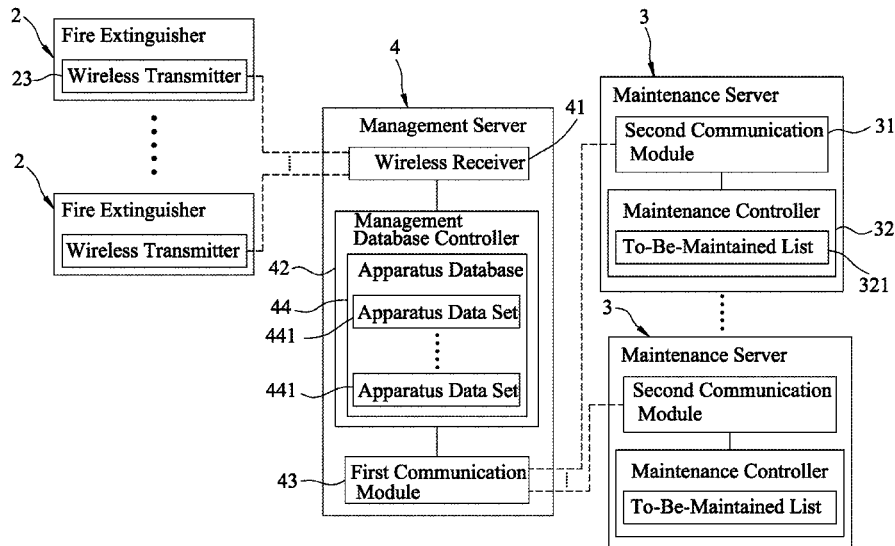 2
Fire Extinguisher
23
Wireless Transmitter
2
Fire Extinguisher
Wireless Transmitter
4
Management Server
41
Wireless Receiver
Management
Database Controller
42
Apparatus Database
44
441
Apparatus Data Set
441
Apparatus Data Set
43
First Communication
Module
3
Maintenance Server
31
Second Communication
Module
Maintenance Controller
32
To-Be-Maintained List
321
3
Maintenance Server
Second Communication
Module
Maintenance Controller
To-Be-Maintained List